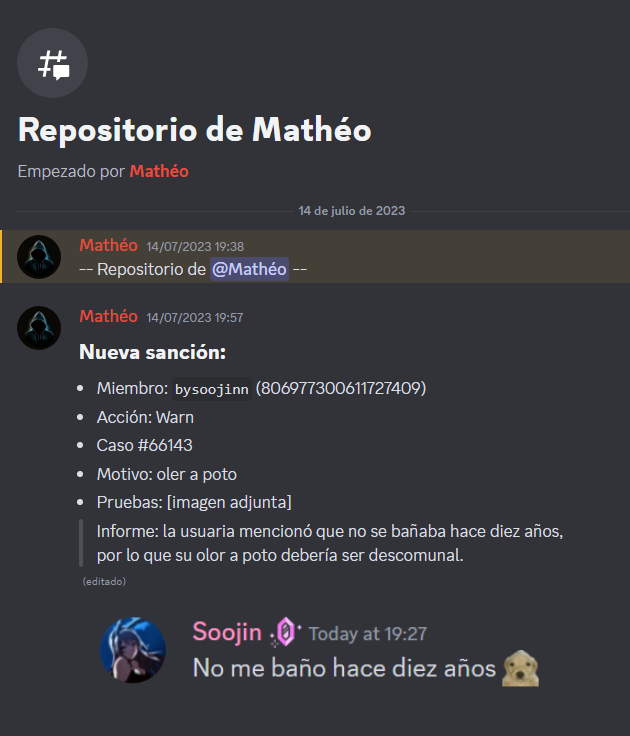 Repositorio de Mathéo
Empezado por Mathéo
14 de julio de 2023
Mathéo 14/07/2023 19:38
-- Repositorio de @Mathéo --
Mathéo 14/07/2023 19:57
Nueva sanción:
• Miembro: bysoojinn (806977300611727409)
• Acción: Warn
• Caso #66143
• Motivo: oler a poto
• Pruebas: [imagen adjunta]
Informe: la usuaria mencionó que no se bañaba hace diez años,
por lo que su olor a poto debería ser descomunal.
(editado)
Soojin Today at 19:27
No me baño hace diez años